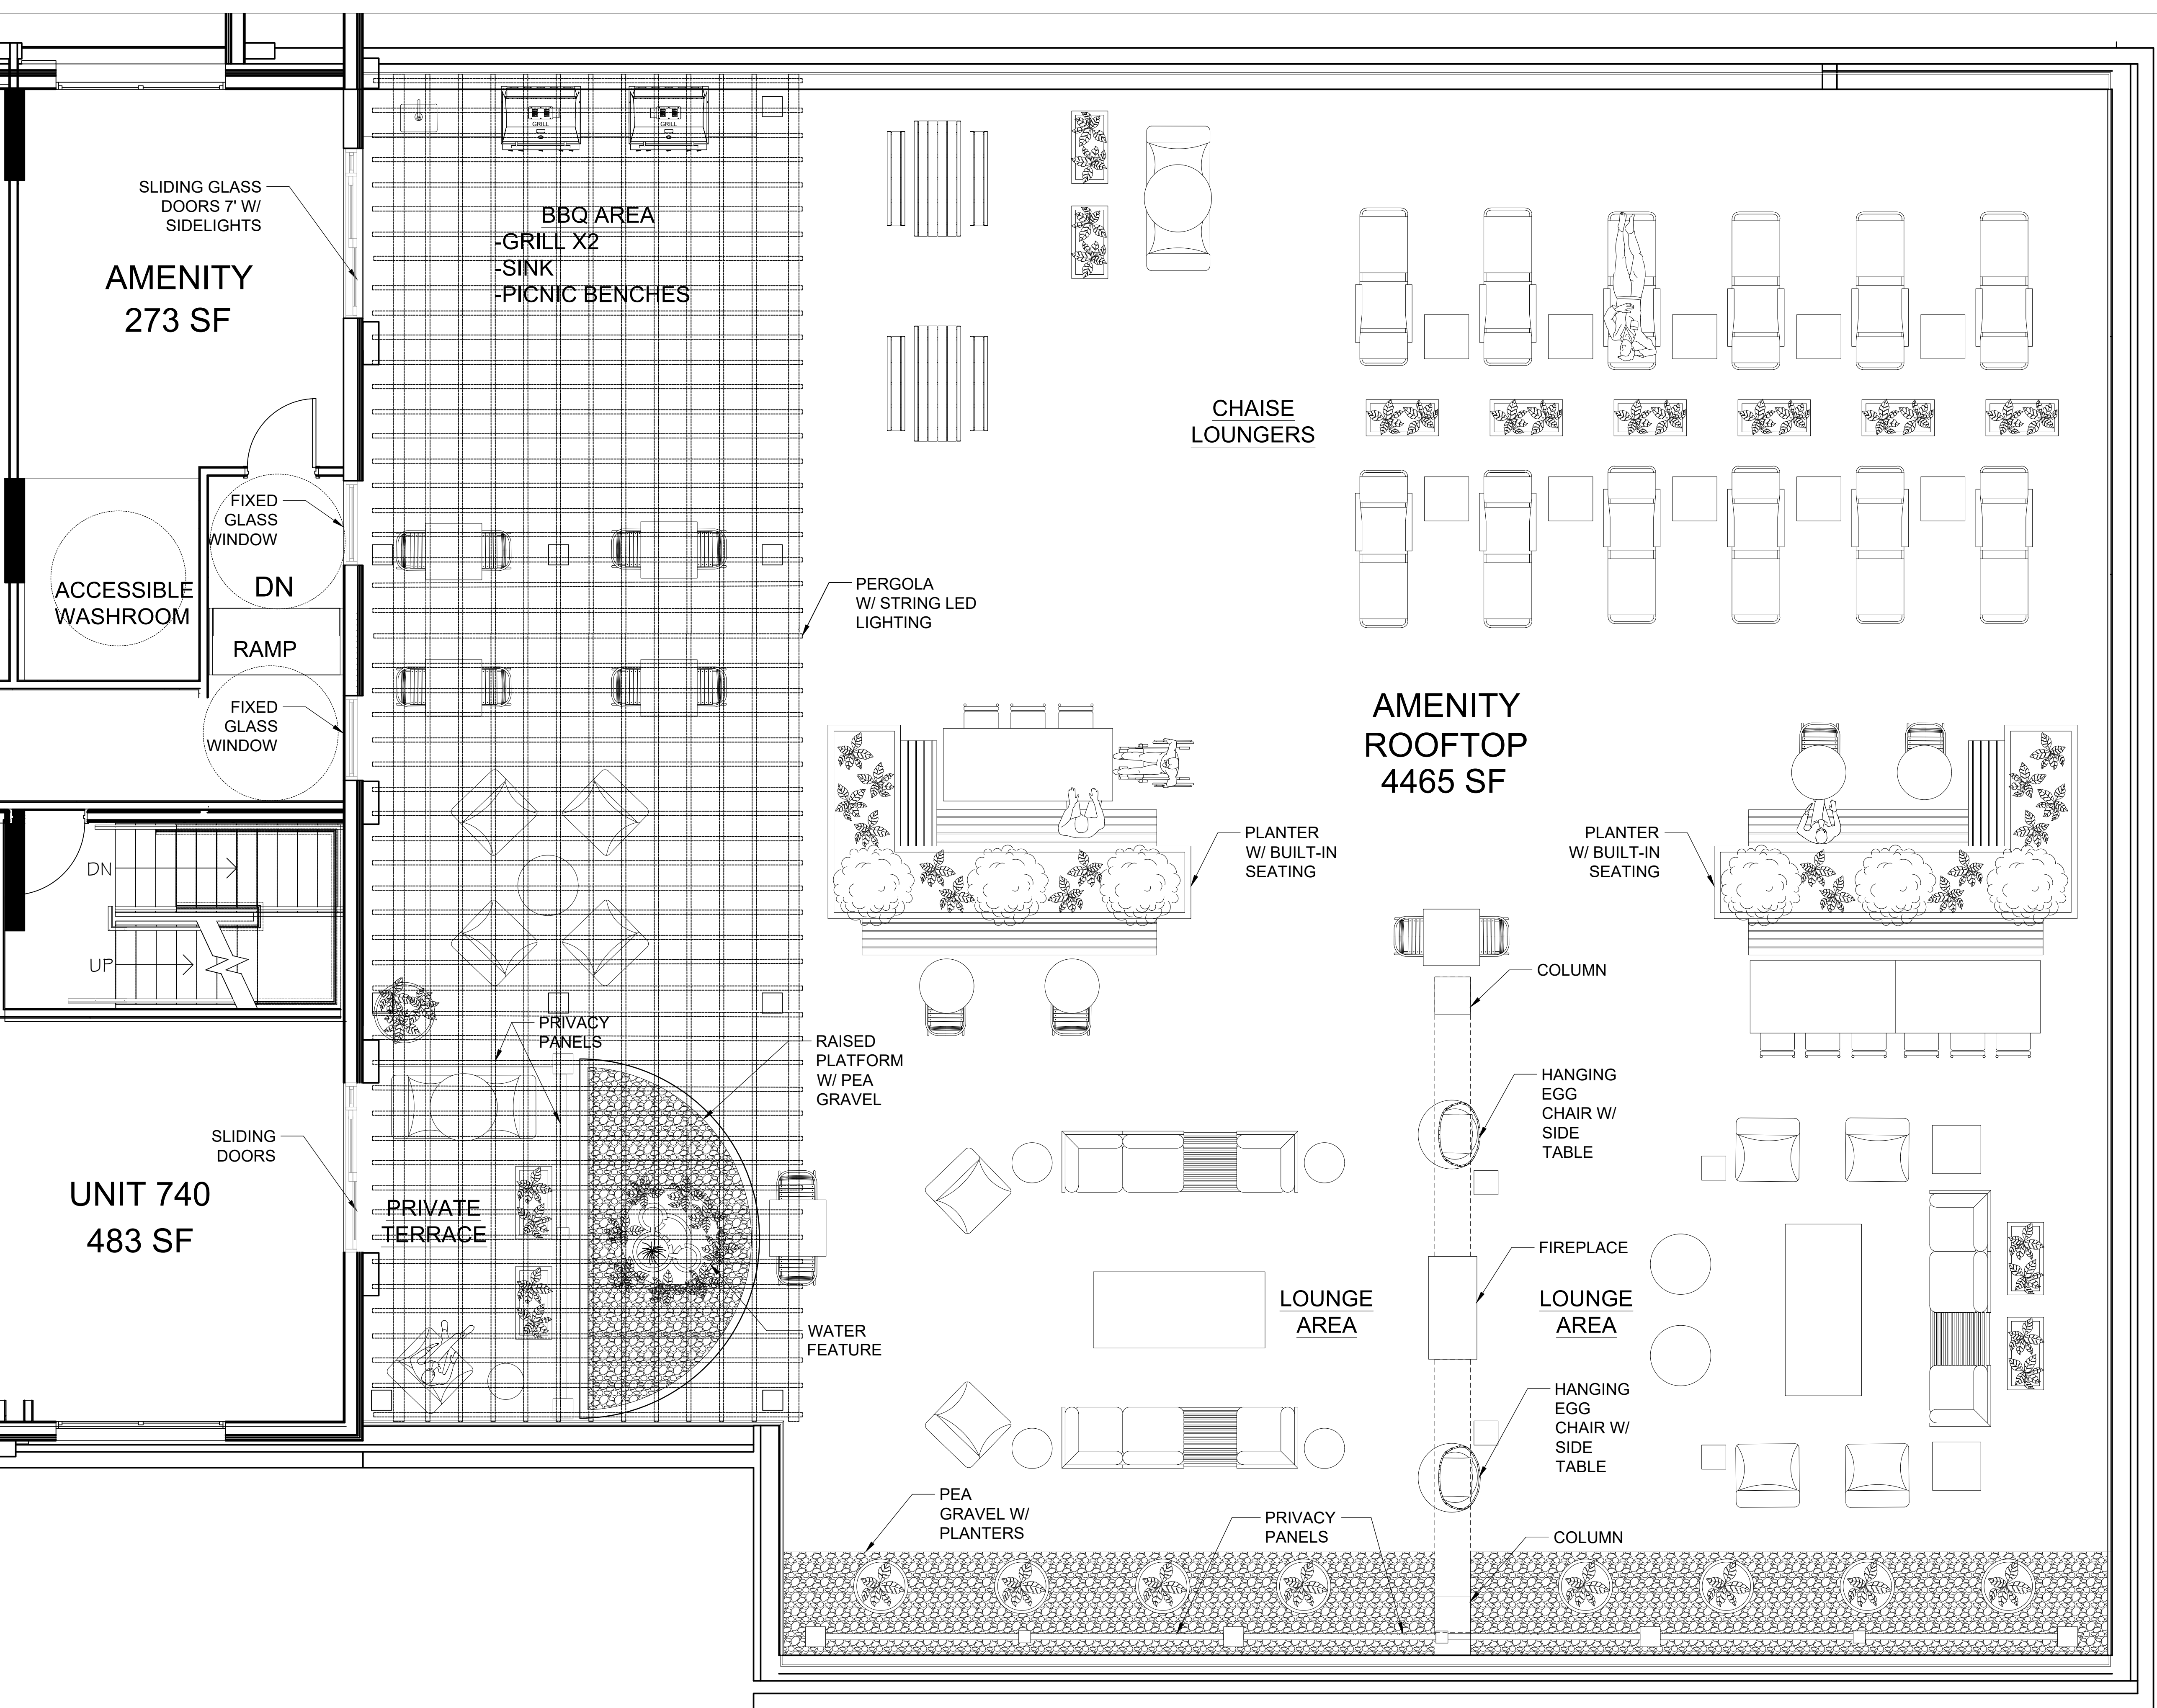 GRILL
GRILL
SLIDING GLASS
DOORS 7' W/
SIDELIGHTS
AMENITY
273 SF
BBQ AREA
-GRILL X2
-SINK
-PICNIC BENCHES
CHAISE
LOUNGERS
FIXED
GLASS
WINDOW
DN
ACCESSIBLE
WASHROOM
RAMP
FIXED
GLASS
WINDOW
PERGOLA
W/ STRING LED
LIGHTING
AMENITY
ROOFTOP
4465 SF
PLANTER
W/ BUILT-IN
SEATING
PLANTER
W/ BUILT-IN
SEATING
DN
UP
COLUMN
PRIVACY
PANELS
RAISED
PLATFORM
W/ PEA
GRAVEL
HANGING
EGG
CHAIR W/
SIDE
TABLE
SLIDING
DOORS
UNIT 740
483 SF
PRIVATE
TERRACE
FIREPLACE
LOUNGE
AREA
LOUNGE
AREA
WATER
FEATURE
HANGING
EGG
CHAIR W/
SIDE
TABLE
PEA
GRAVEL W/
PLANTERS
PRIVACY
PANELS
COLUMN